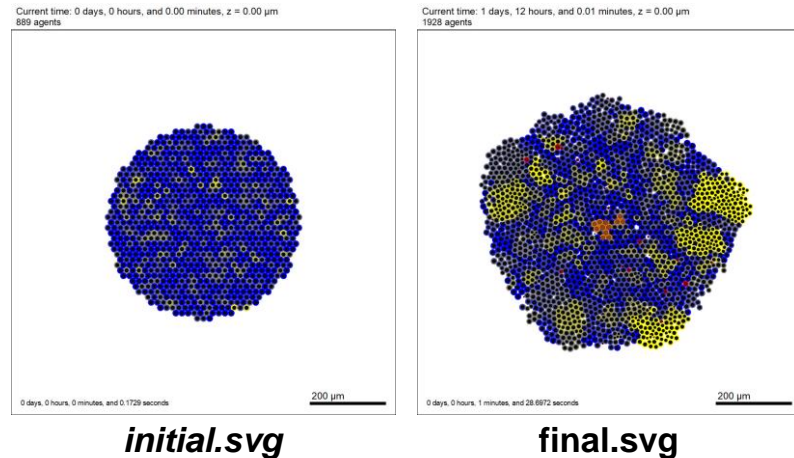 Current time: 0 days, 0 hours, and 0.00 minutes, z = 0.00 µm
889 agents
200 µm
0 days, 0 hours, 0 minutes, and 0.1729 seconds
initial.svg
Current time: 1 days, 12 hours, and 0.01 minutes, z = 0.00 µm
1928 agents
200 µm
0 days, 0 hours, 1 minutes, and 28.6972 seconds
final.svg